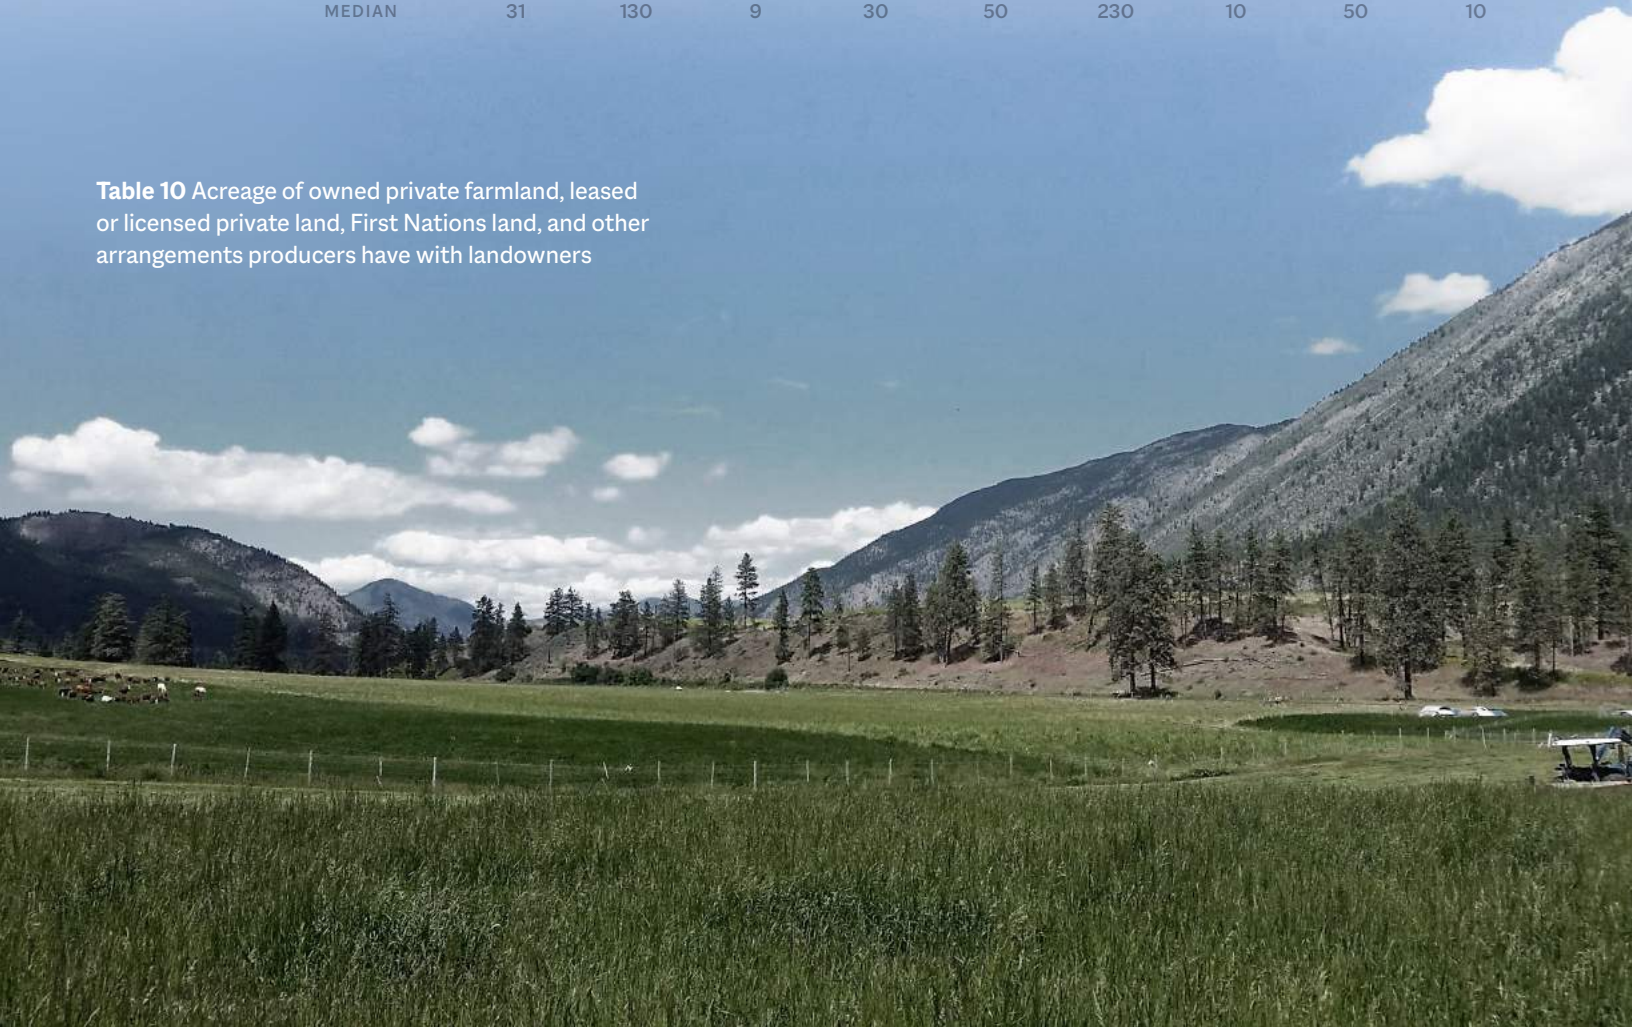 MEDIAN 31 130 9 30 50 230 10 50 10
Table 10 Acreage of owned private farmland, leased
or licensed private land, First Nations land, and other
arrangements producers have with landowners